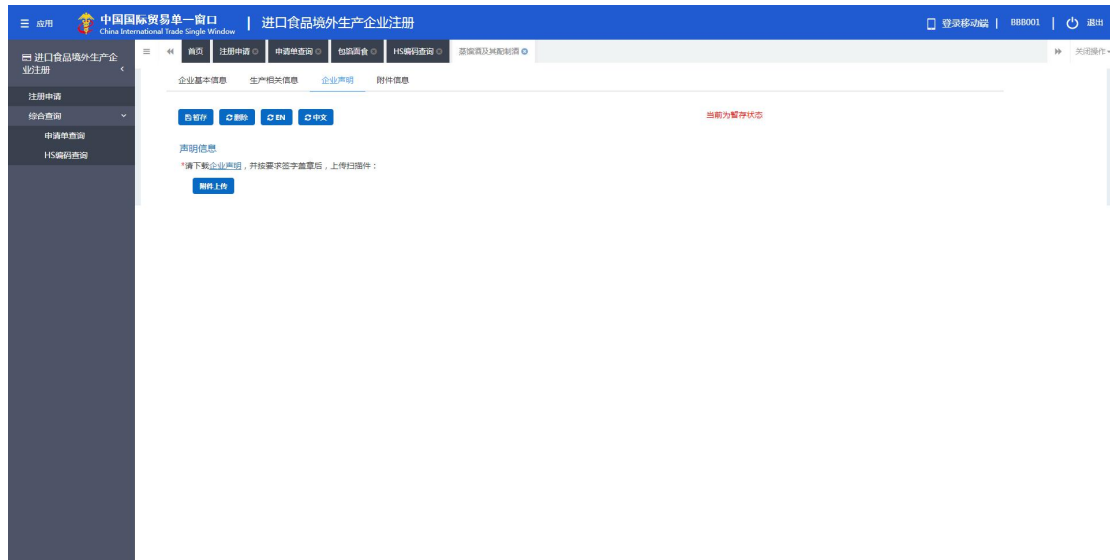 应用
中国国际贸易单一窗口
China International Trade Single Window
进口食品境外生产企业注册
登录移动端
BBB001
退出
进口食品境外生产企业注册
首页
注册申请
申请单查询
包馅面食
HS编码查询
蒸馏酒及其配制酒
关闭操作
注册申请
综合查询
申请单查询
HS编码查询
企业基本信息
生产相关信息
企业声明
附件信息
暂存
删除
EN
中文
当前为暂存状态
声明信息
*请下载企业声明，并按要求签字盖章后，上传扫描件：
附件上传